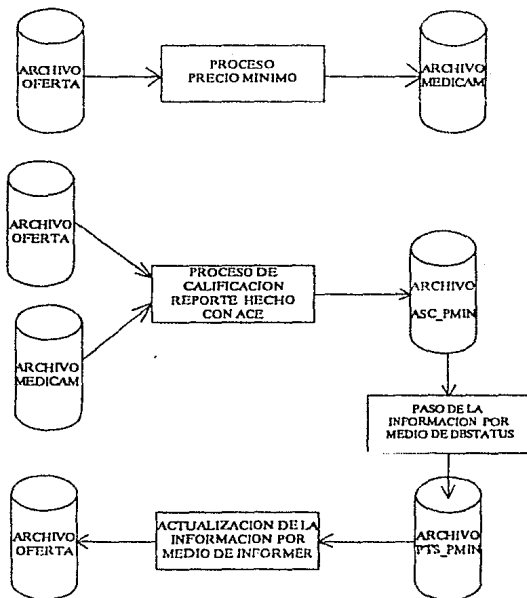 ARCHIVO
OFERTA
PROCESO
PRECIO MINIMO
ARCHIVO
MEDICAM
ARCHIVO
OFERTA
ARCHIVO
MEDICAM
PROCESO DE
CALIFICACION
REPORTE HECHO
CON ACE
ARCHIVO
ASC_PMIN
PASO DE LA
INFORMACION POR
MEDIO DE DBSTATUS
ARCHIVO
OFERTA
ACTUALIZACION DE LA
INFORMACION POR
MEDIO DE INFORMER
ARCHIVO
PTS_PMIN